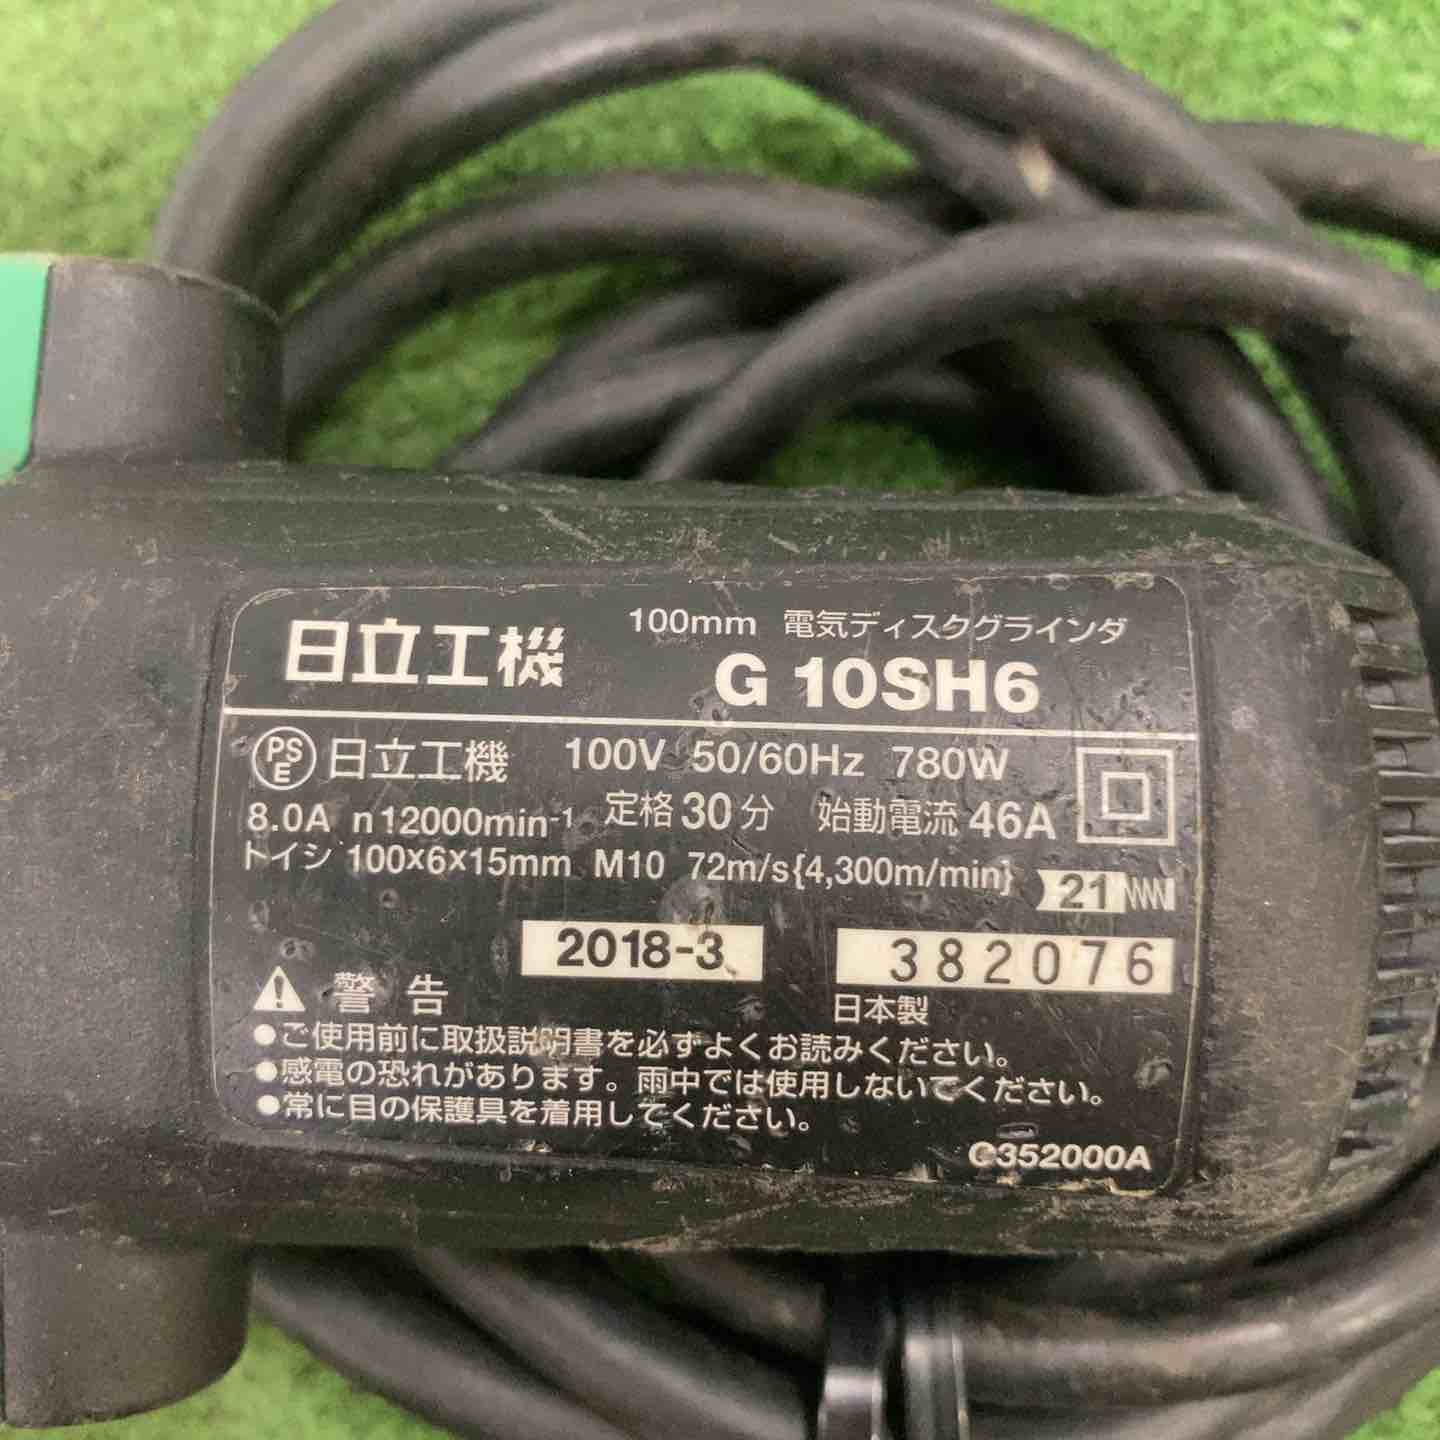 日立工機 100mm 電気ディスクグラインダ
G 10SH6
PSE 日立工機 100V 50/60Hz 780W
8.0A n12000min-1 定格30分 始動電流46A
トイシ 100×6×15mm M10 72m/s{4,300m/min} 21
2018-3 382076
日本製
警告
●ご使用前に取扱説明書を必ずよくお読みください。
●感電の恐れがあります。雨中では使用しないでください。
●常に目の保護具を着用してください。
C352000A